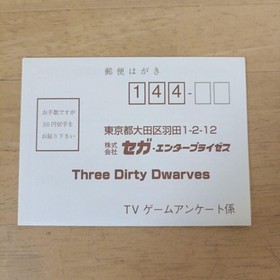 郵便はがき
144-
お手数ですが
50円切手を
お貼り下さい
東京都大田区羽田1-2-12
株式会社 セガ・エンタープライゼス
Three Dirty Dwarves
TVゲームアンケート係